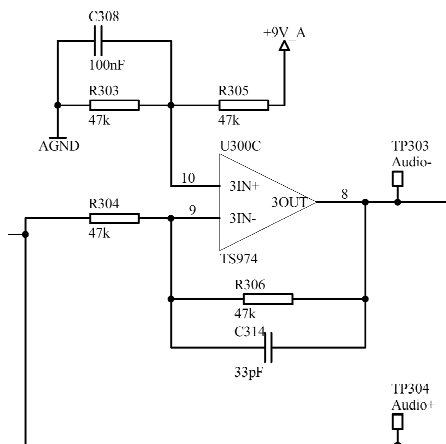 C308
100nF
+9V_A
R303
47k
R305
47k
AGND
U300C
TP303
Audio-
10
3IN+
3OUT
8
9
3IN-
R304
47k
TS974
R306
47k
C314
33pF
TP304
Audio+